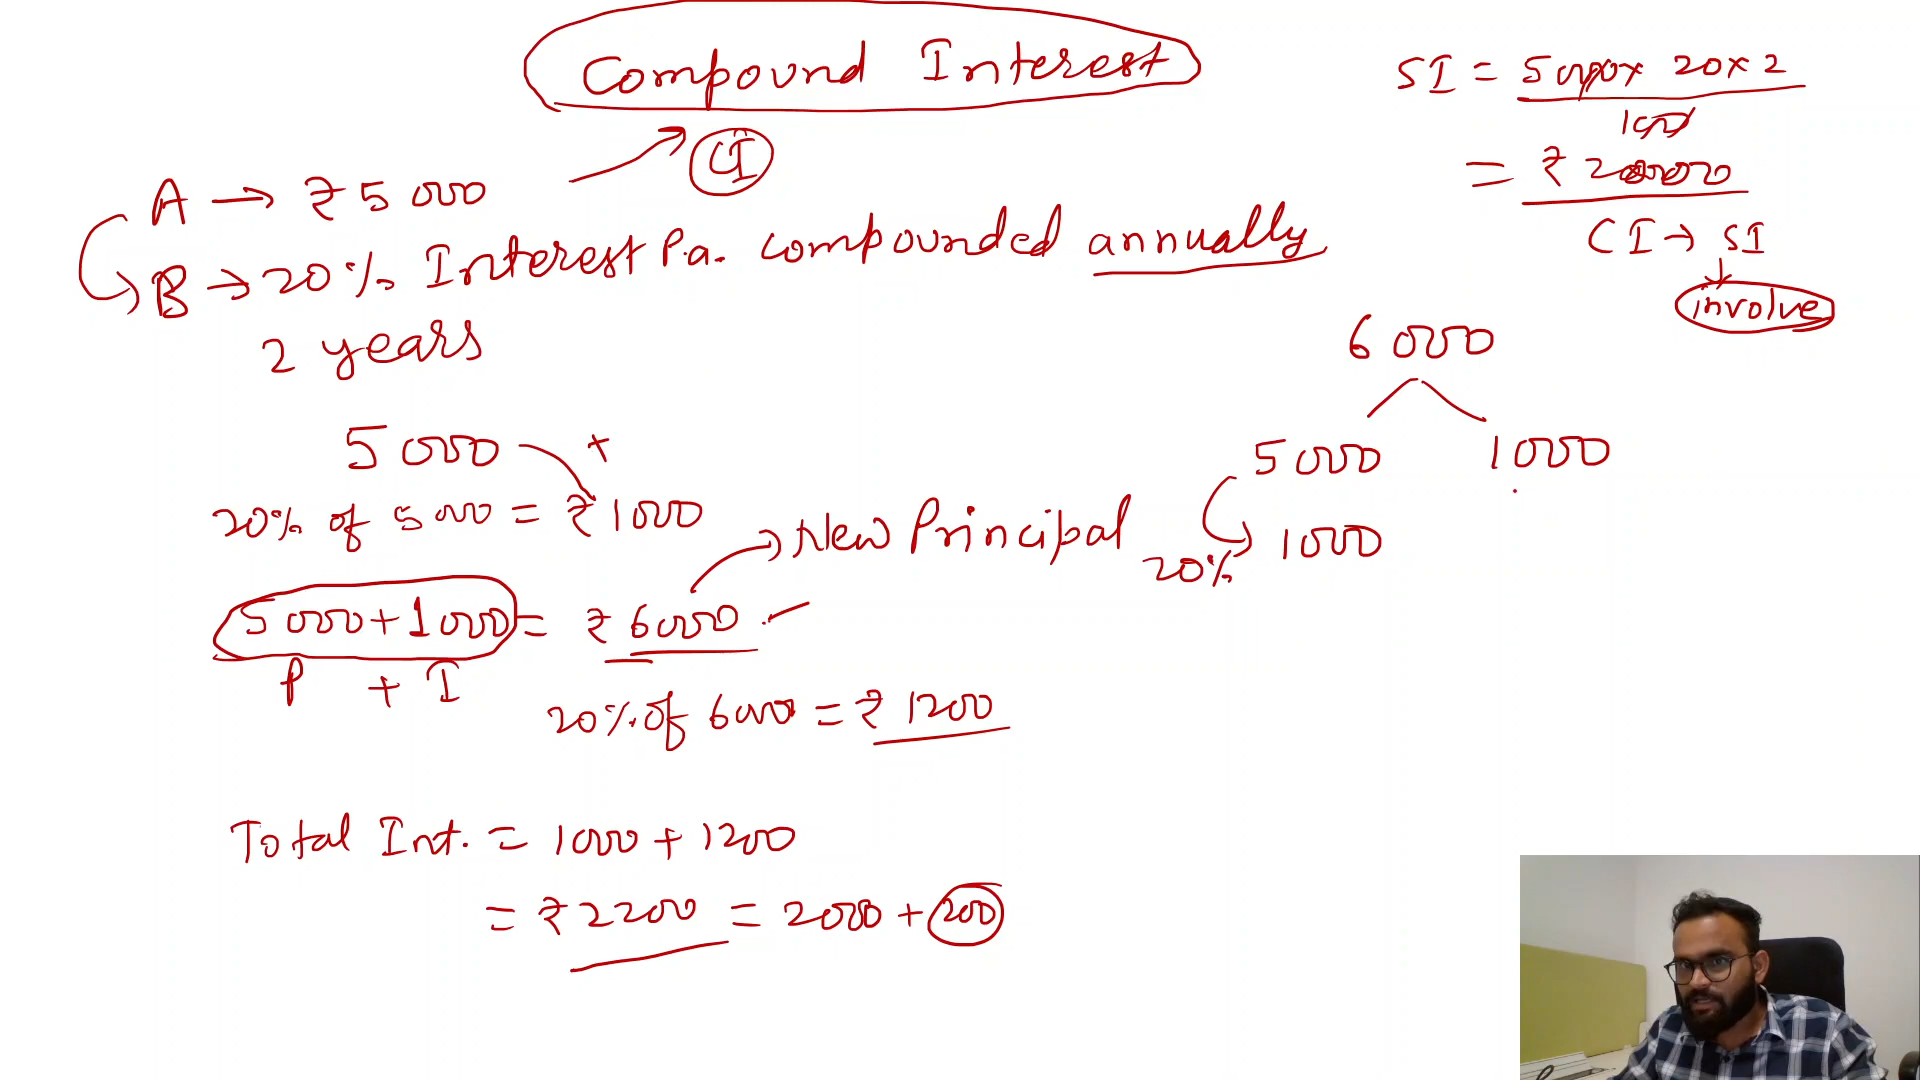 Compound Interest
CI
A → ₹5000
B → 20% Interest P.a. compounded annually
2 years
5000 +
20% of 5000 = ₹1000
5000+1000 = ₹6000
P + I
New Principal
20% of 6000 = ₹1200
Total Int. = 1000 + 1200
= ₹2200 = 2000 + 200
SI = 5000 x 20 x 2
100
= ₹2000
CI → SI
involve
6000
5000 1000
20% 1000